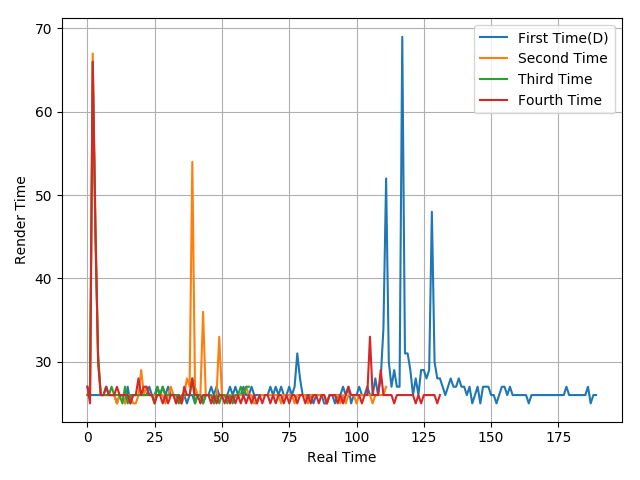 First Time(D)
Second Time
Third Time
Fourth Time
70
60
50
40
30
Render Time
0 25 50 75 100 125 150 175
Real Time